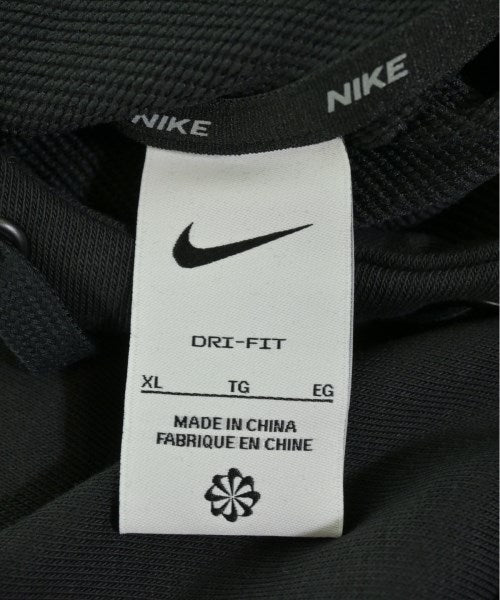 NIKE
NIKE
DRI-FIT
XL TG EG
MADE IN CHINA
FABRIQUE EN CHINE